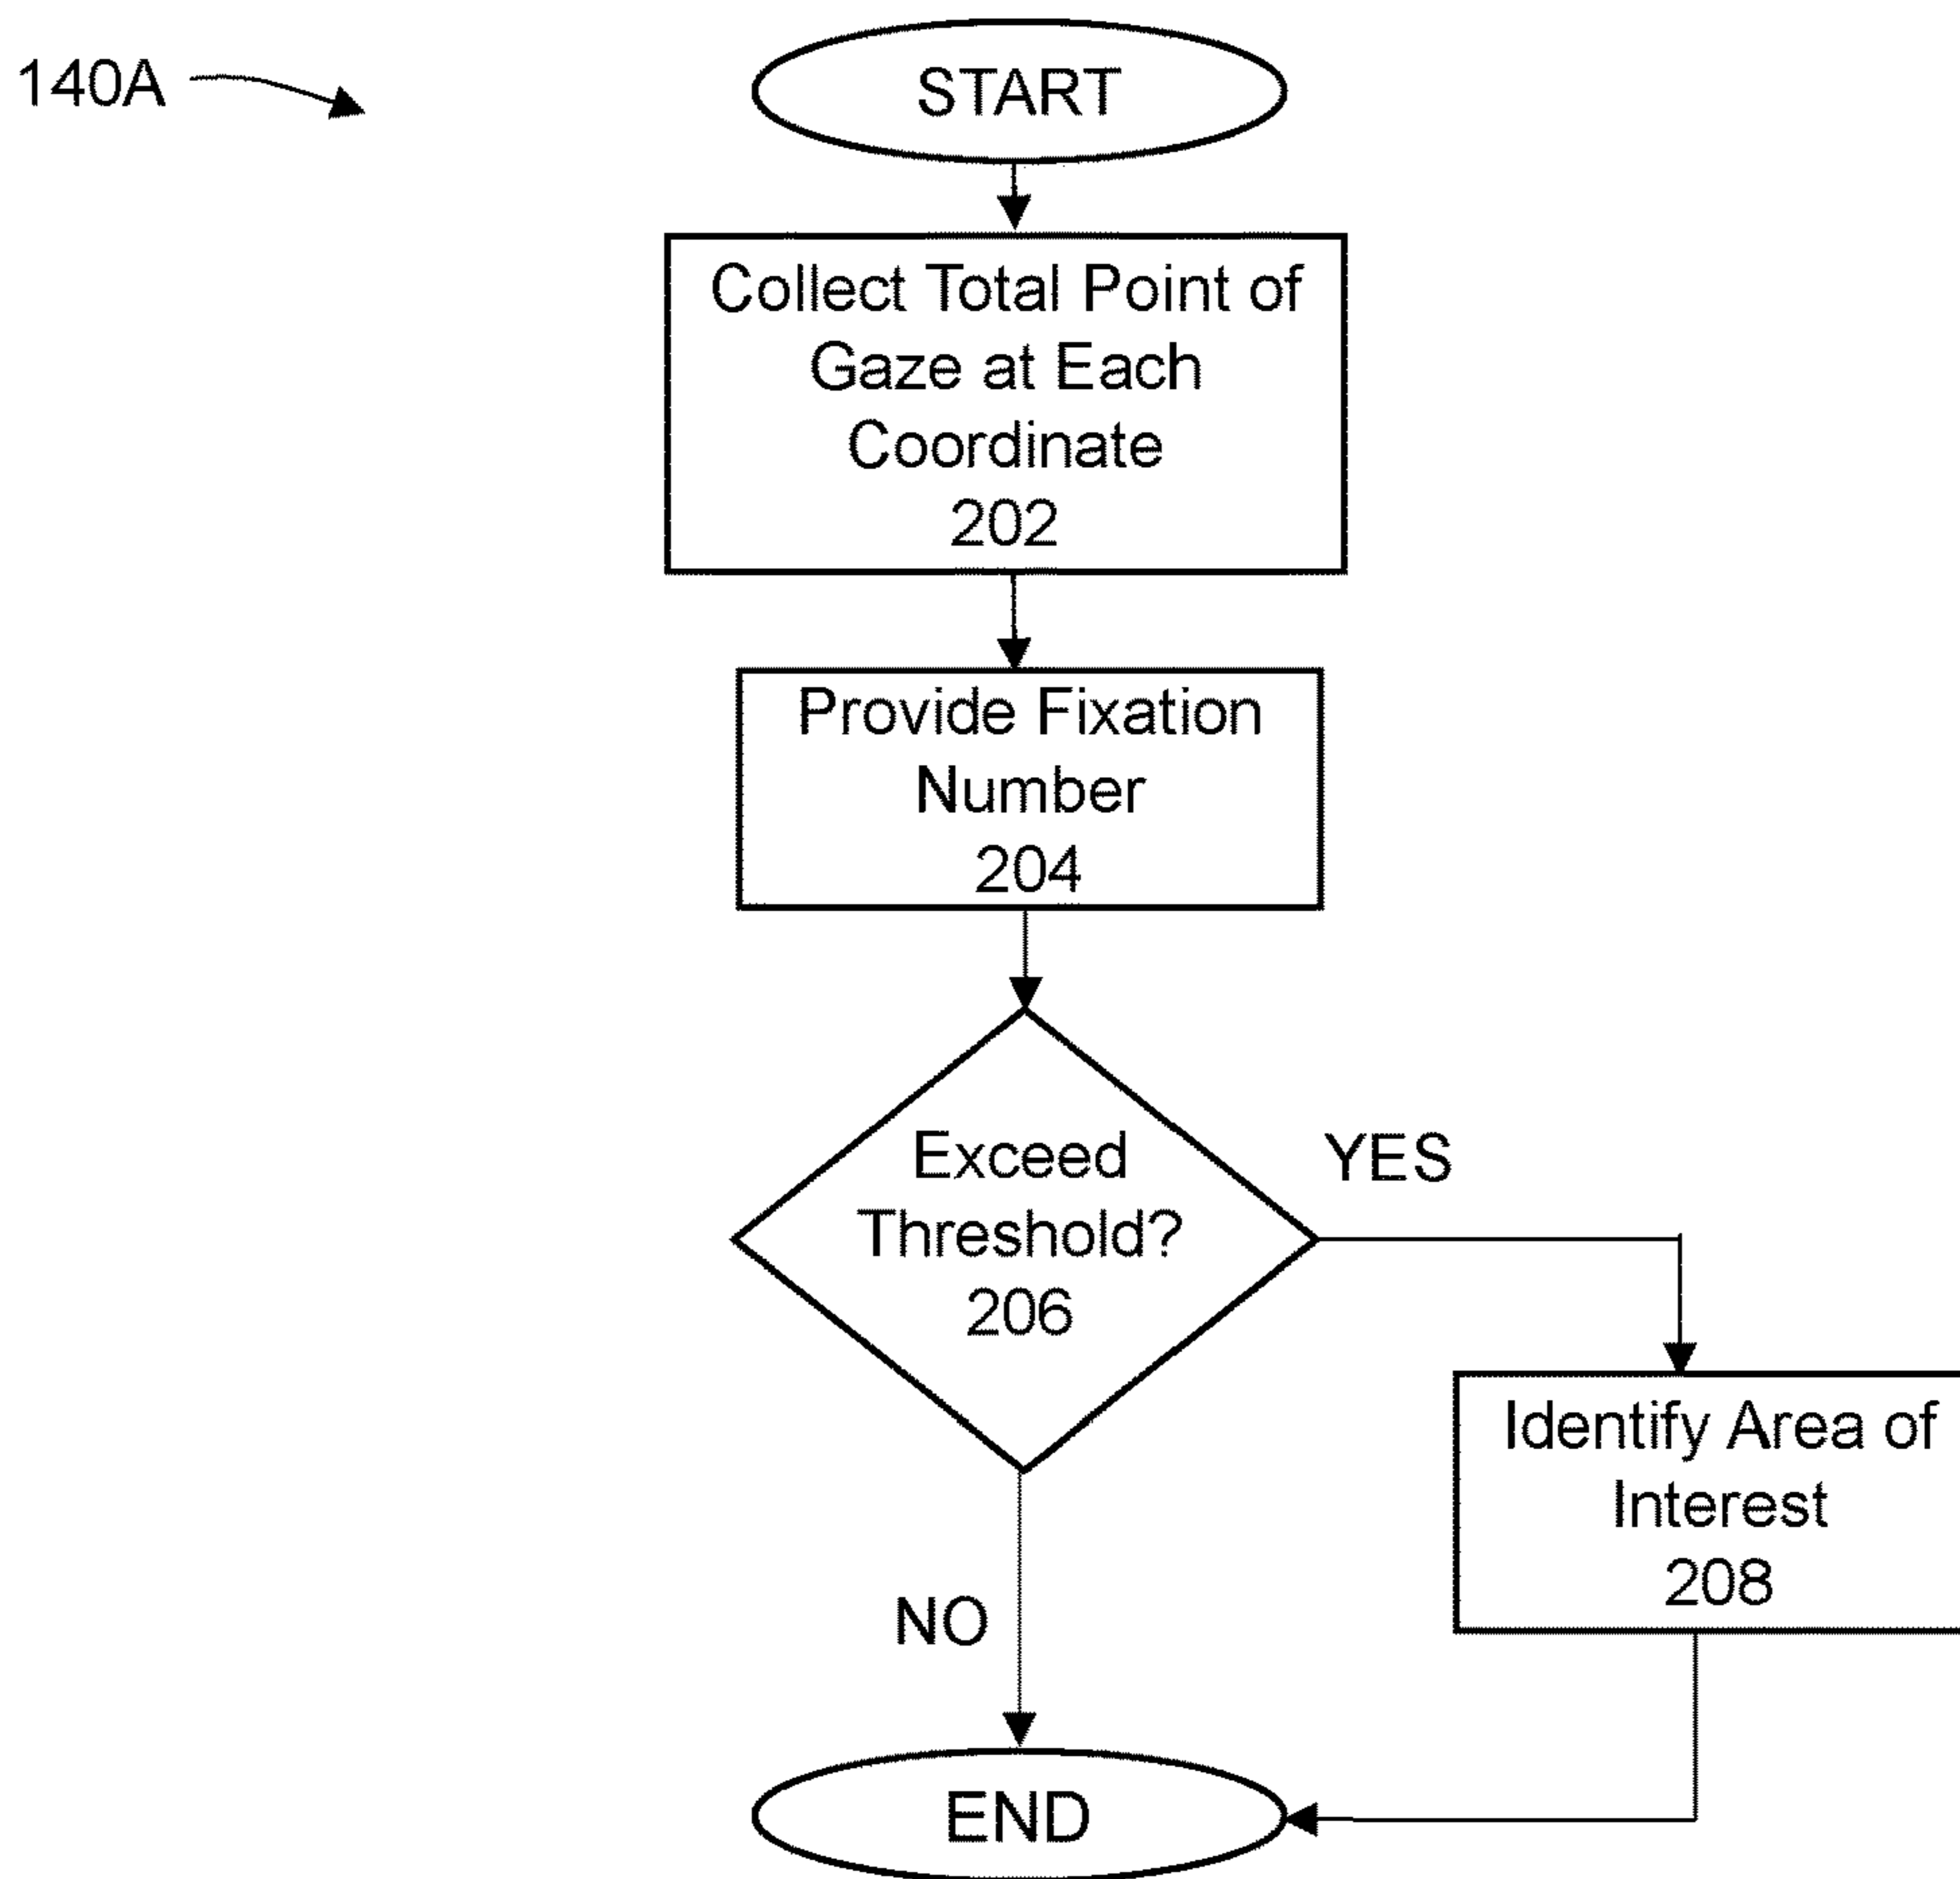 140A
START
Collect Total Point of
Gaze at Each
Coordinate
202
Provide Fixation
Number
204
Exceed
Threshold?
206
YES
Identify Area of
Interest
208
NO
END